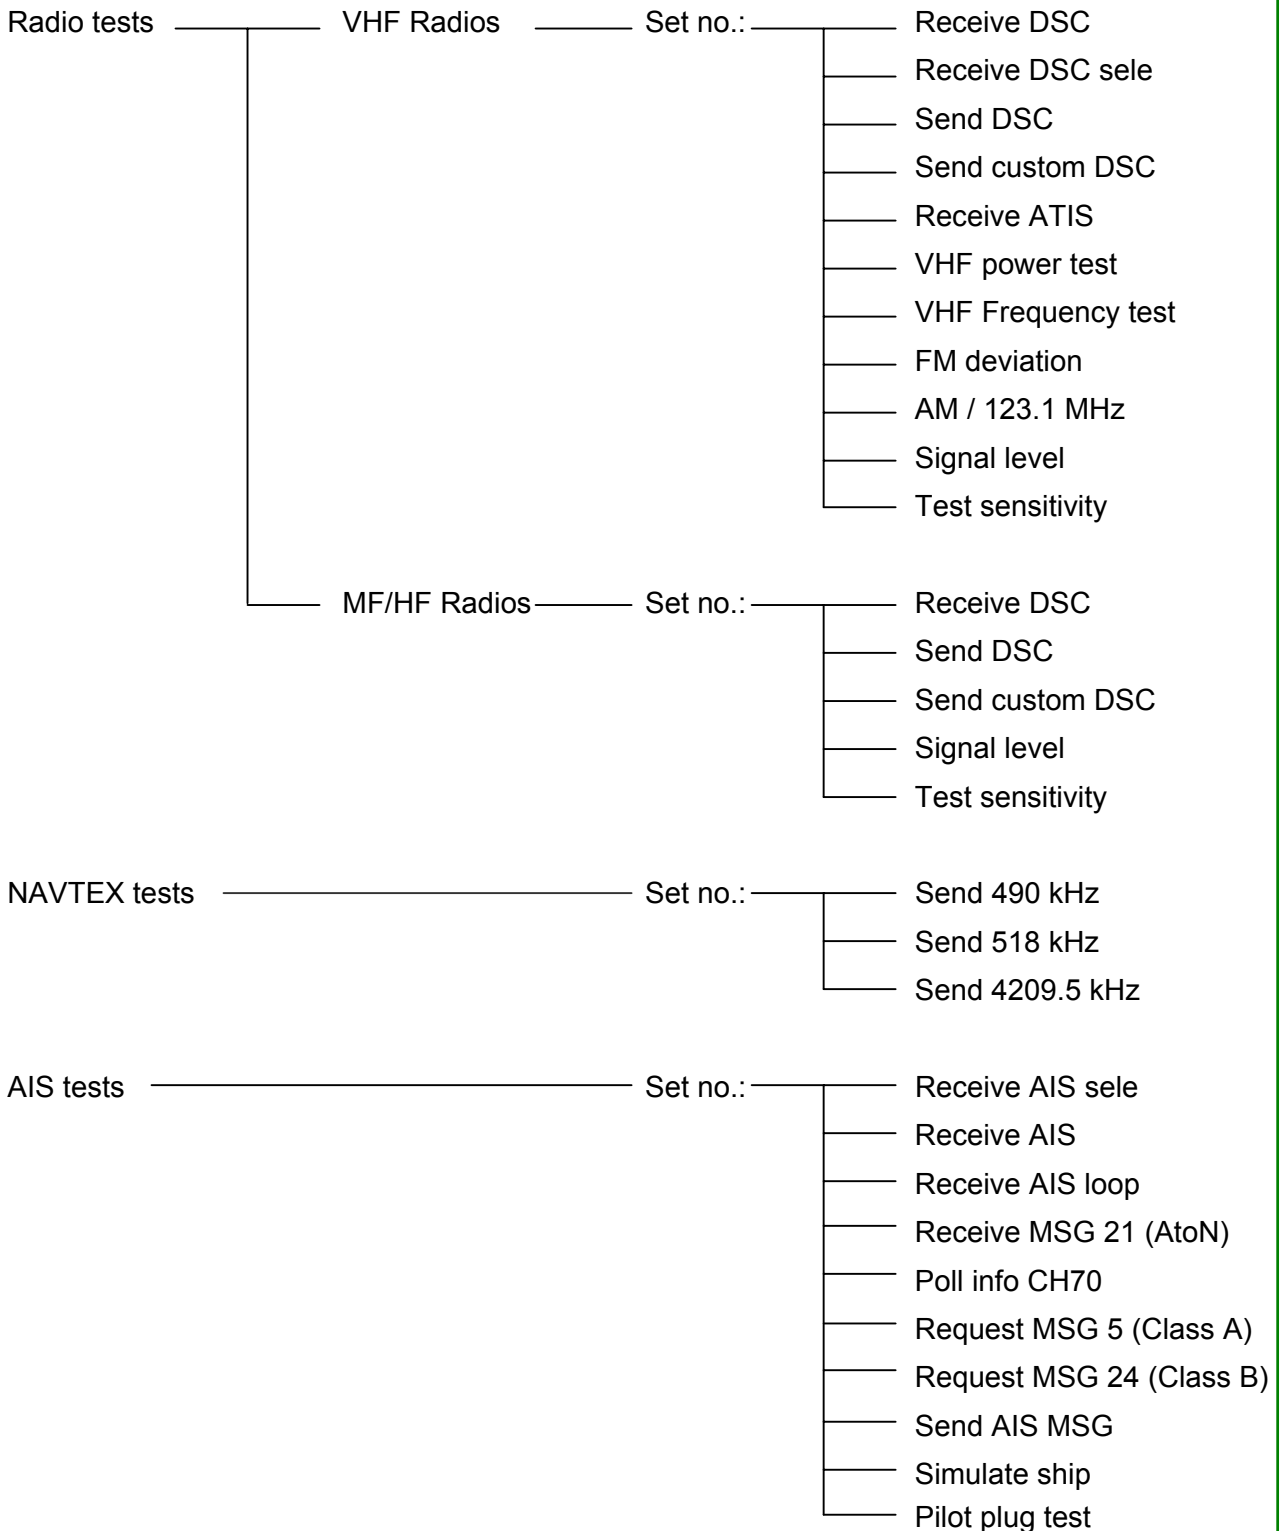 Radio tests VHF Radios Set no.: Receive DSC
Receive DSC sele
Send DSC
Send custom DSC
Receive ATIS
VHF power test
VHF Frequency test
FM deviation
AM / 123.1 MHz
Signal level
Test sensitivity
MF/HF Radios Set no.: Receive DSC
Send DSC
Send custom DSC
Signal level
Test sensitivity
NAVTEX tests Set no.: Send 490 kHz
Send 518 kHz
Send 4209.5 kHz
AIS tests Set no.: Receive AIS sele
Receive AIS
Receive AIS loop
Receive MSG 21 (AtoN)
Poll info CH70
Request MSG 5 (Class A)
Request MSG 24 (Class B)
Send AIS MSG
Simulate ship
Pilot plug test